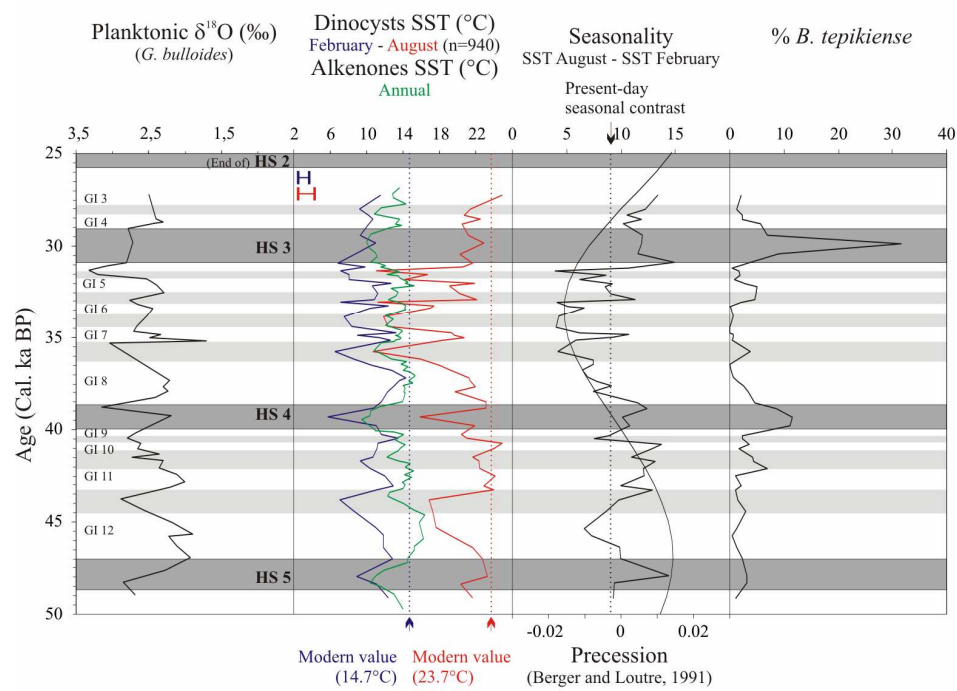 Planktonic δ¹⁸O (‰)
(G. bulloides)
Dinocysts SST (°C)
February - August (n=940)
Alkenones SST (°C)
Annual
Seasonality
SST August - SST February
Present-day
seasonal contrast
% B. tepikiense
3,5 2,5 1,5 2 6 10 14 18 22 0 5 10 15 0 10 20 30 40
Age (Cal. ka BP)
25
(End of) HS 2
GI 3
GI 4
30
HS 3
GI 5
GI 6
35
GI 7
GI 8
HS 4
40
GI 9
GI 10
GI 11
45
GI 12
HS 5
50
-0.02 0 0.02
Modern value
(14.7°C)
Modern value
(23.7°C)
Precession
(Berger and Loutre, 1991)